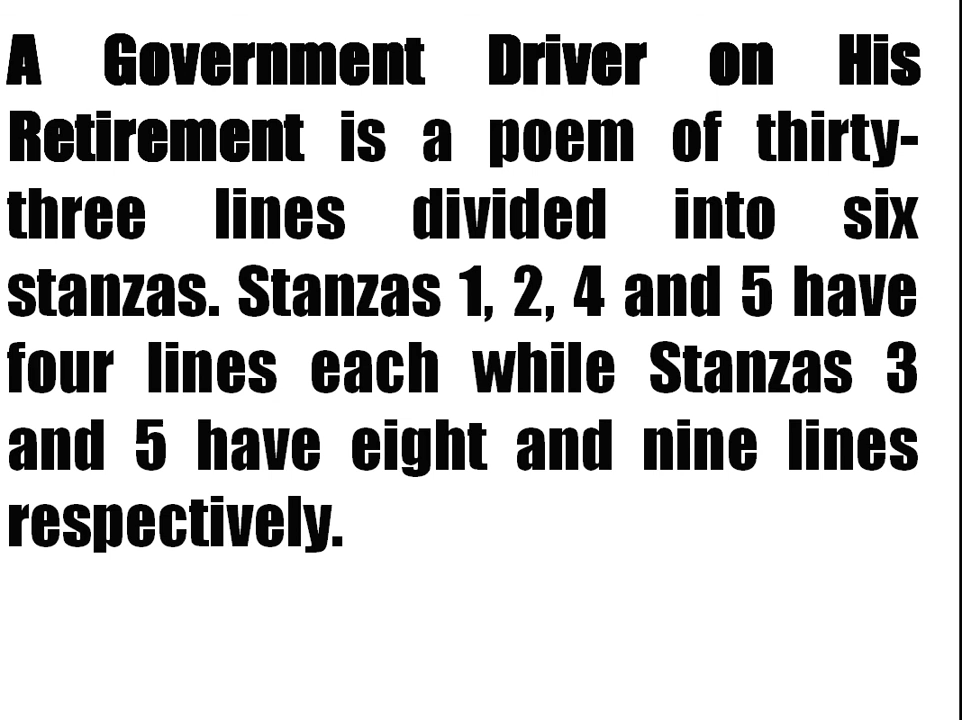 A Government Driver on His
Retirement is a poem of thirty-
three lines divided into six
stanzas. Stanzas 1, 2, 4 and 5 have
four lines each while Stanzas 3
and 5 have eight and nine lines
respectively.